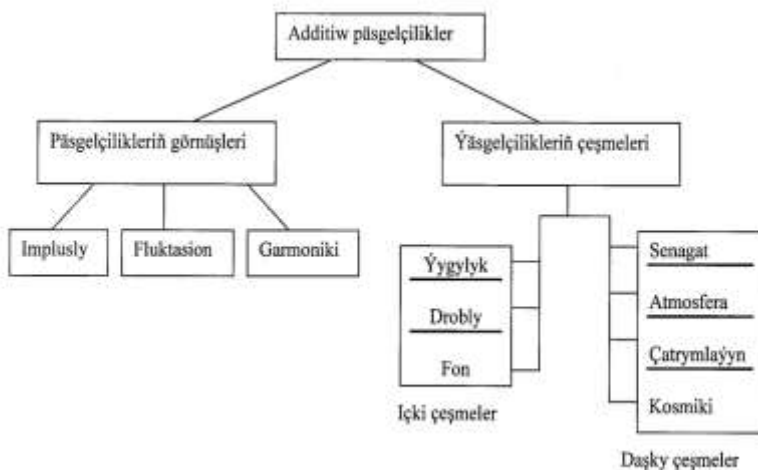 Additiw päsgelçilikler
Päsgelçilikleriň görnüşleri
Ýäsgelçilikleriň çeşmeleri
Implusly
Fluktasion
Garmoniki
Ýygylyk
Drobly
Fon
Içki çeşmeler
Senagat
Atmosfera
Çatrymlaýyn
Kosmiki
Daşky çeşmeler